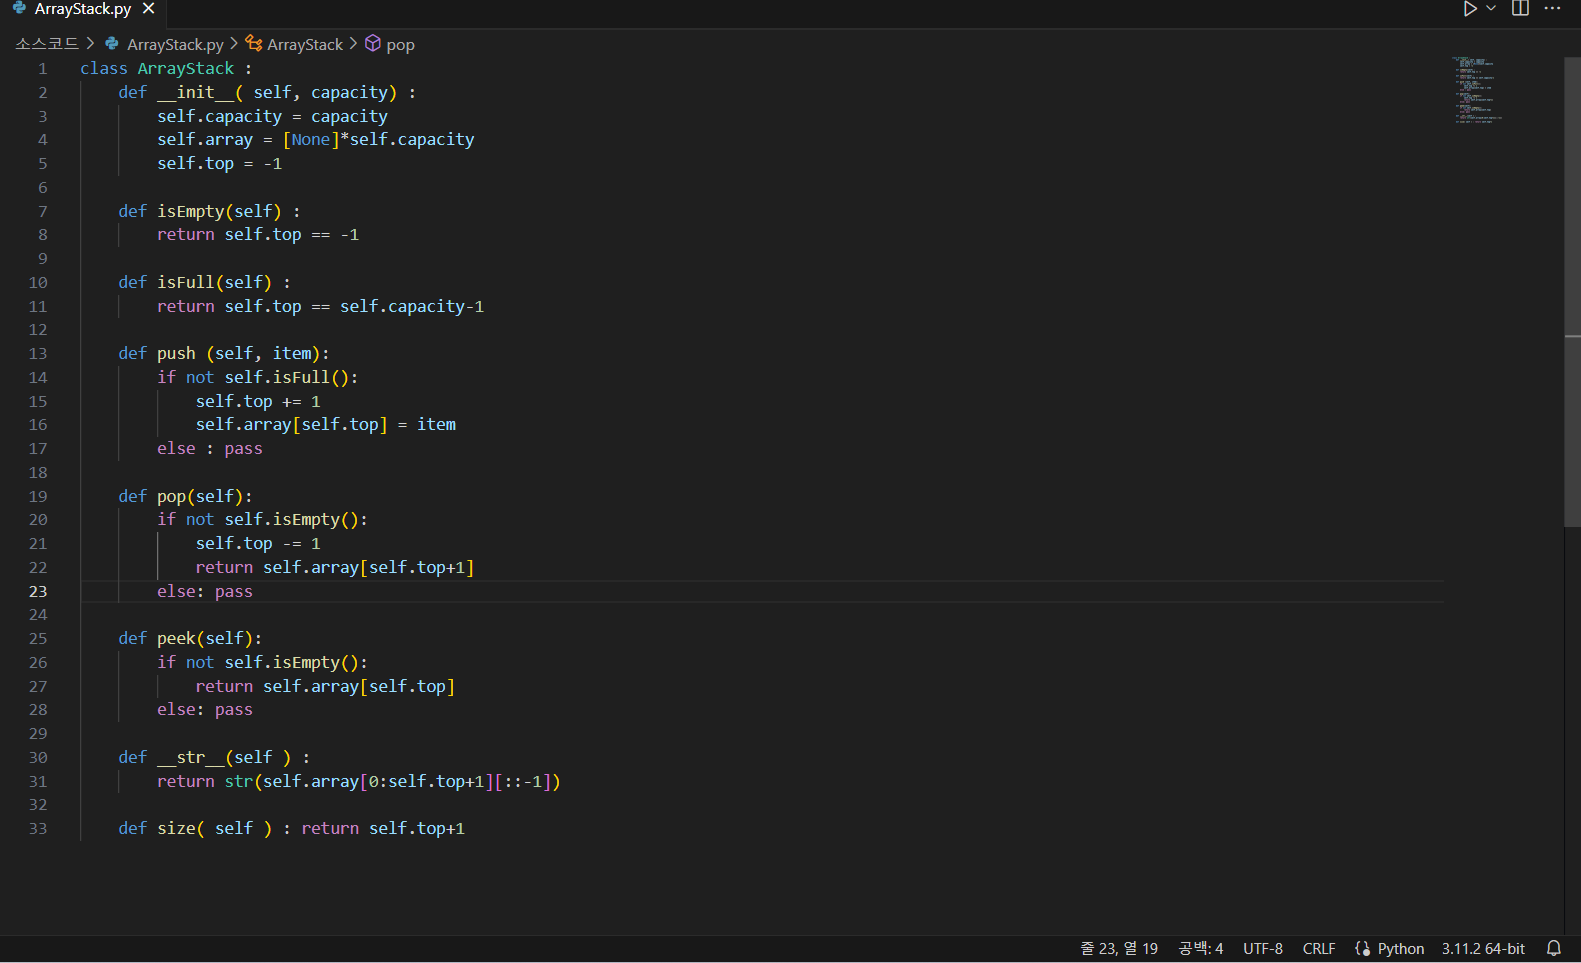 ArrayStack.py
소스코드 > ArrayStack.py > ArrayStack > pop
1 class ArrayStack :
2     def __init__( self, capacity) :
3         self.capacity = capacity
4         self.array = [None]*self.capacity
5         self.top = -1
6
7     def isEmpty(self) :
8         return self.top == -1
9
10     def isFull(self) :
11         return self.top == self.capacity-1
12
13     def push (self, item):
14         if not self.isFull():
15             self.top += 1
16             self.array[self.top] = item
17         else : pass
18
19     def pop(self):
20         if not self.isEmpty():
21             self.top -= 1
22             return self.array[self.top+1]
23         else: pass
24
25     def peek(self):
26         if not self.isEmpty():
27             return self.array[self.top]
28         else: pass
29
30     def __str__(self ) :
31         return str(self.array[0:self.top+1][::-1])
32
33     def size( self ) : return self.top+1
줄 23, 열 19 공백: 4 UTF-8 CRLF Python 3.11.2 64-bit